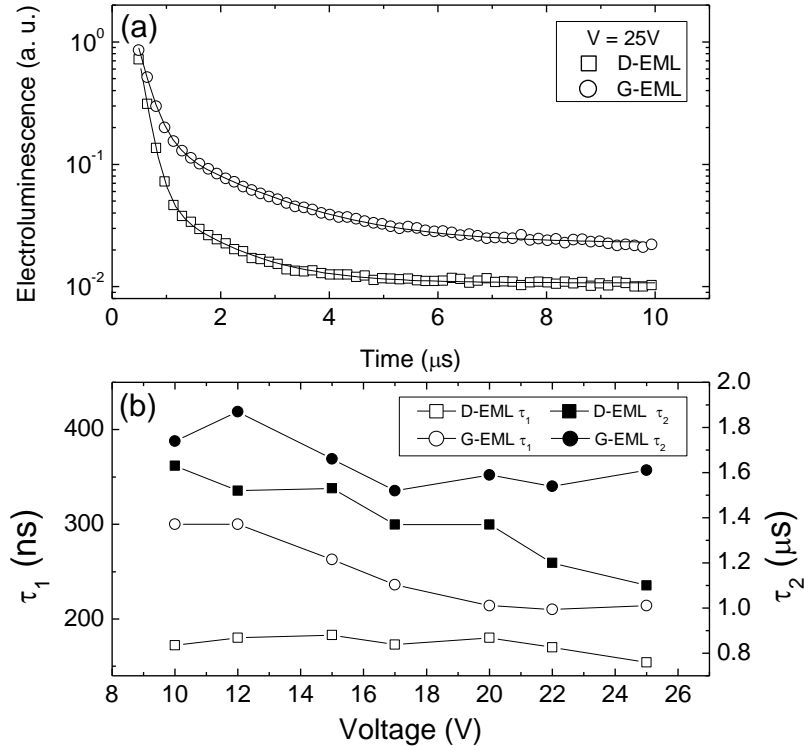 (a)
V = 25V
D-EML
G-EML
Electroluminescence (a. u.)
10⁰
10⁻¹
10⁻²
0 2 4 6 8 10
Time (μs)
(b)
D-EML τ₁ D-EML τ₂
G-EML τ₁ G-EML τ₂
τ₁ (ns)
400
300
200
τ₂ (μs)
2.0
1.8
1.6
1.4
1.2
1.0
0.8
8 10 12 14 16 18 20 22 24 26
Voltage (V)